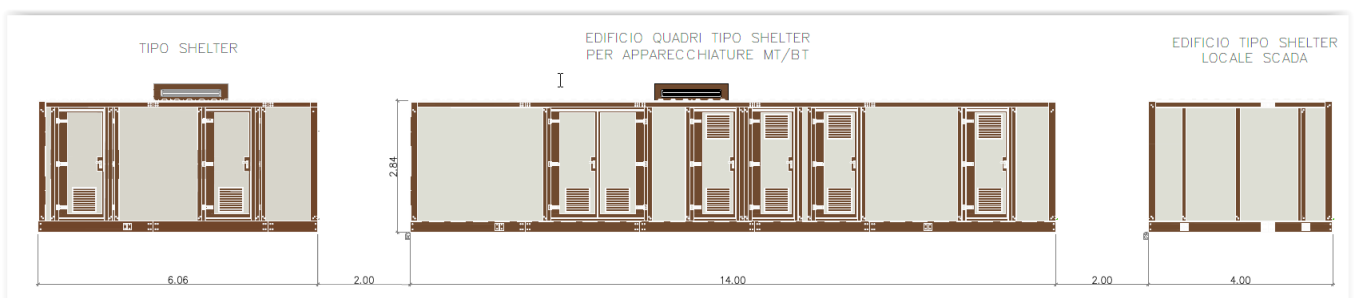 TIPO SHELTER
EDIFICIO QUADRI TIPO SHELTER
PER APPARECCHIATURE MT/BT
EDIFICIO TIPO SHELTER
LOCALE SCADA
2.84
6.06
2.00
14.00
2.00
4.00